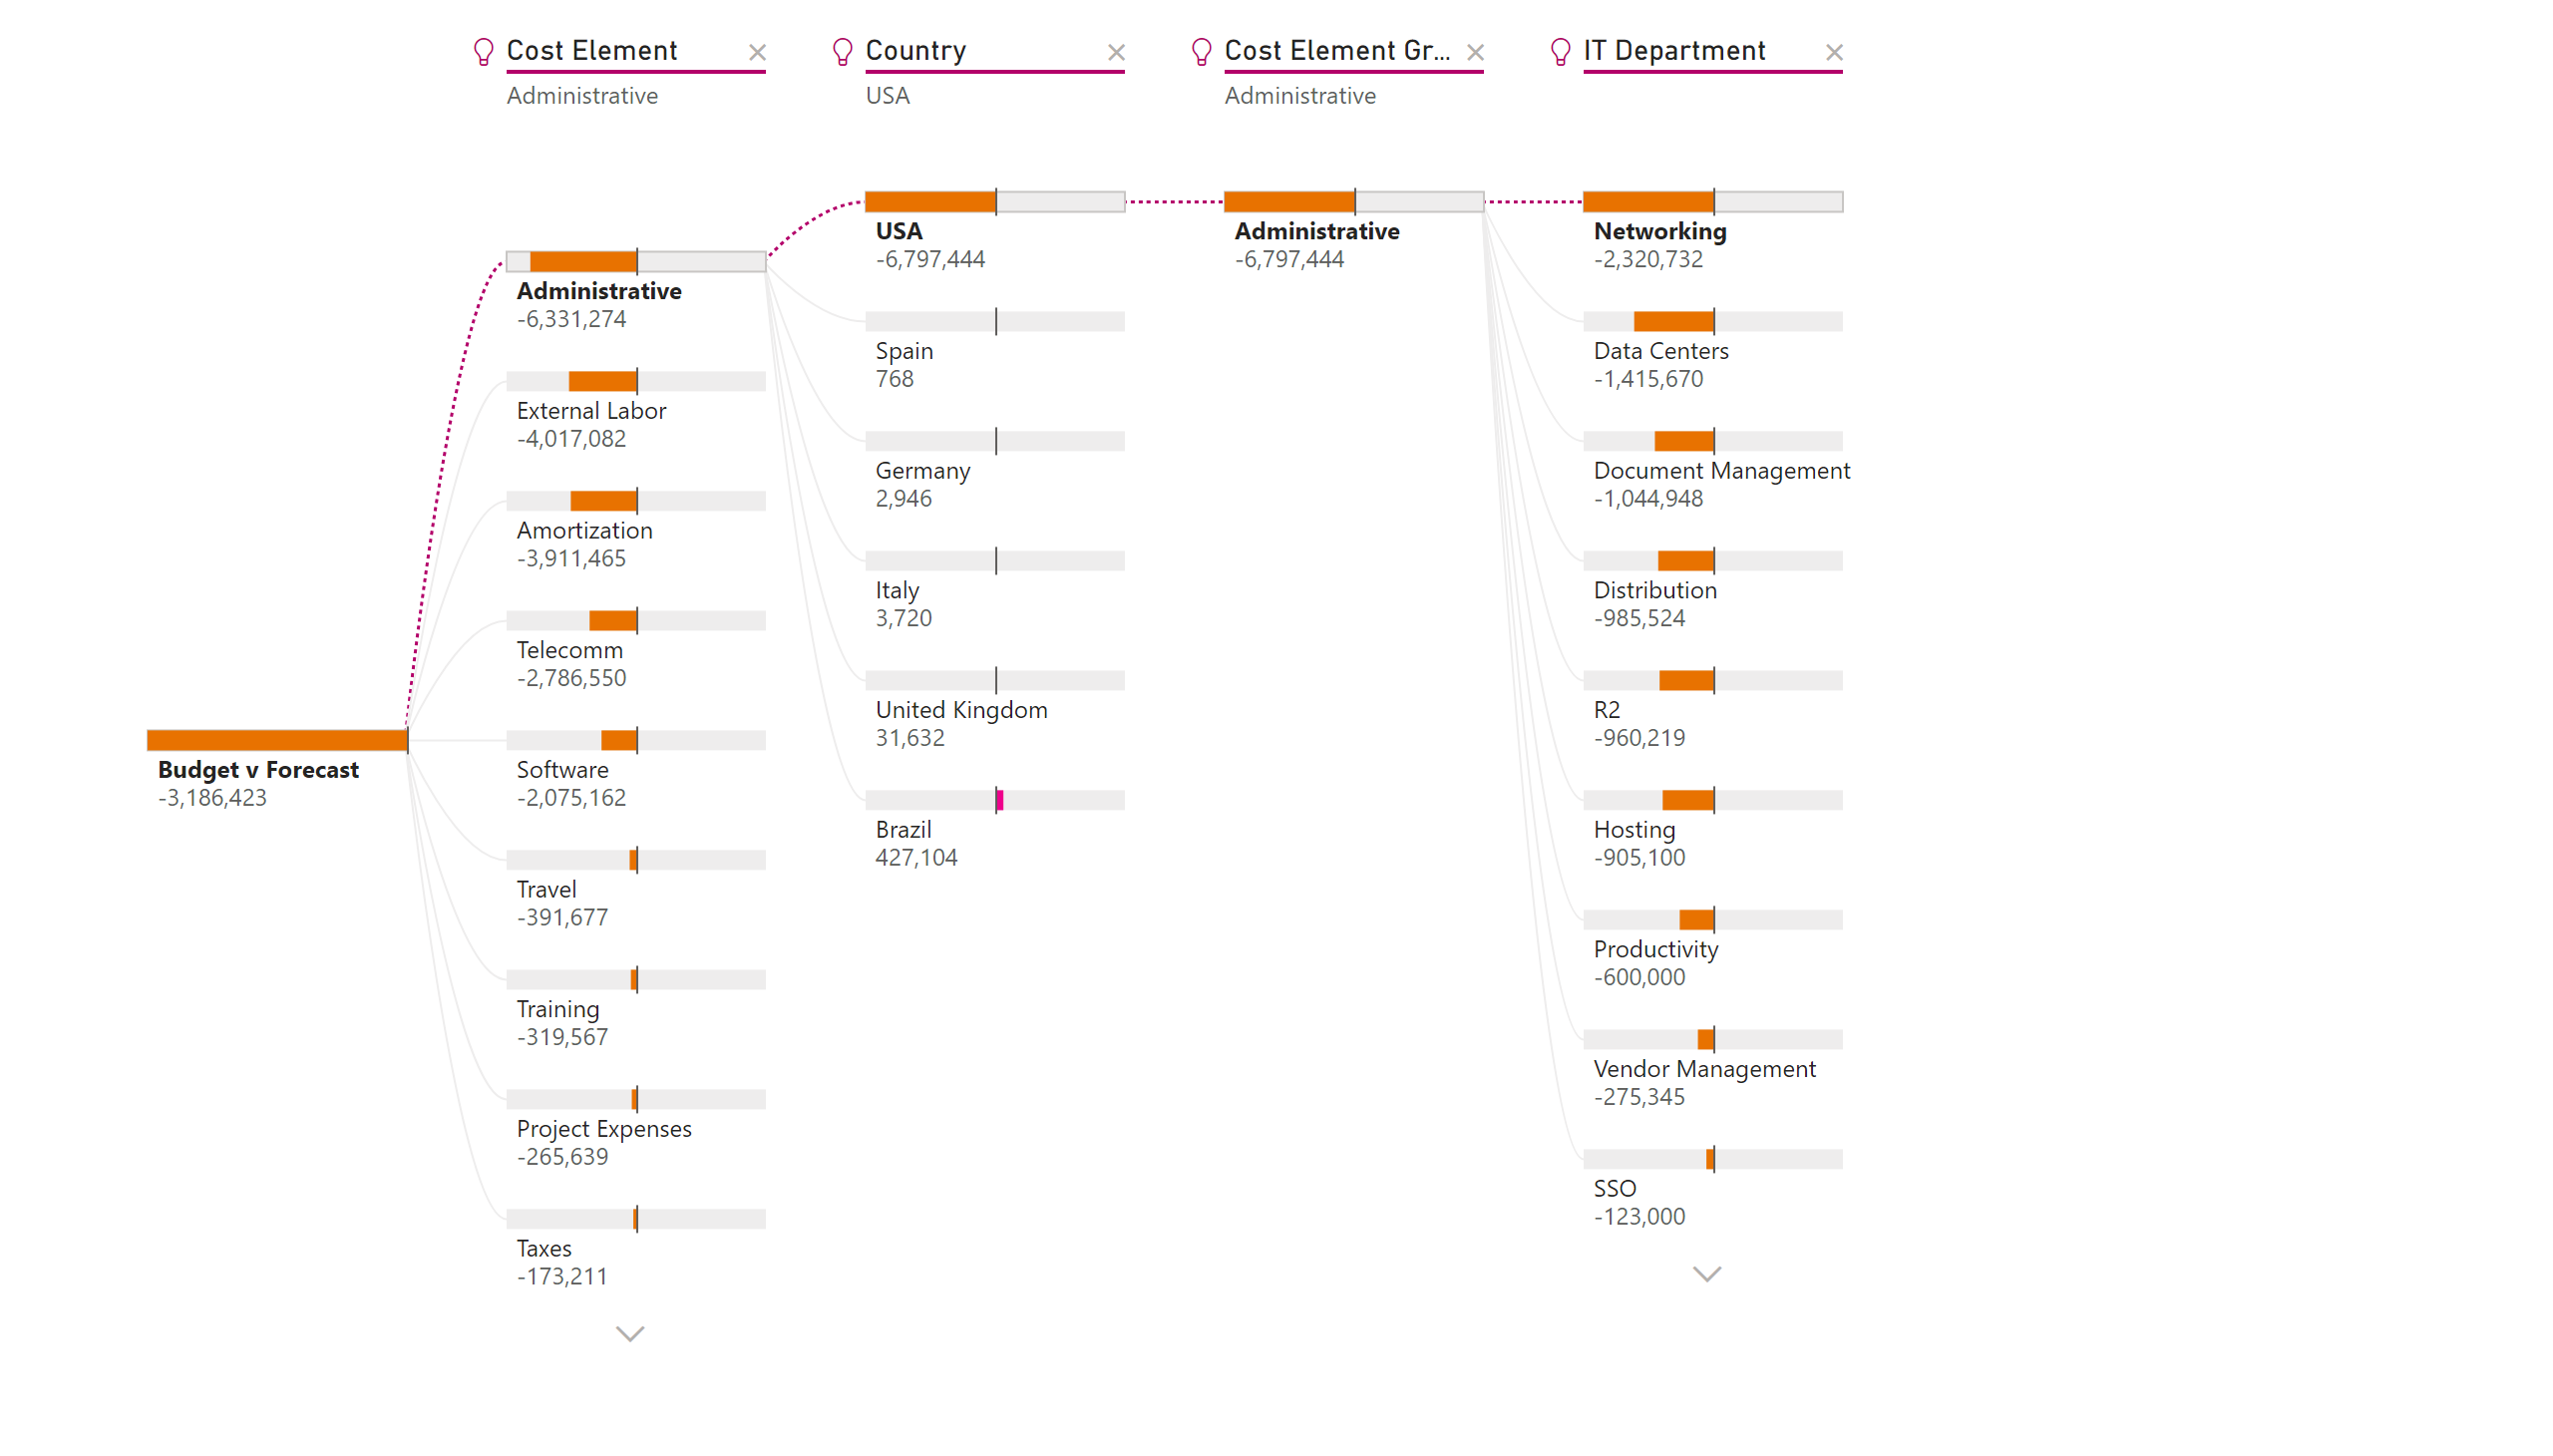 Cost Element
Administrative
Country
USA
Cost Element Gr...
Administrative
IT Department
Budget v Forecast
-3,186,423
Administrative
-6,331,274
External Labor
-4,017,082
Amortization
-3,911,465
Telecomm
-2,786,550
Software
-2,075,162
Travel
-391,677
Training
-319,567
Project Expenses
-265,639
Taxes
-173,211
USA
-6,797,444
Spain
768
Germany
2,946
Italy
3,720
United Kingdom
31,632
Brazil
427,104
Administrative
-6,797,444
Networking
-2,320,732
Data Centers
-1,415,670
Document Management
-1,044,948
Distribution
-985,524
R2
-960,219
Hosting
-905,100
Productivity
-600,000
Vendor Management
-275,345
SSO
-123,000